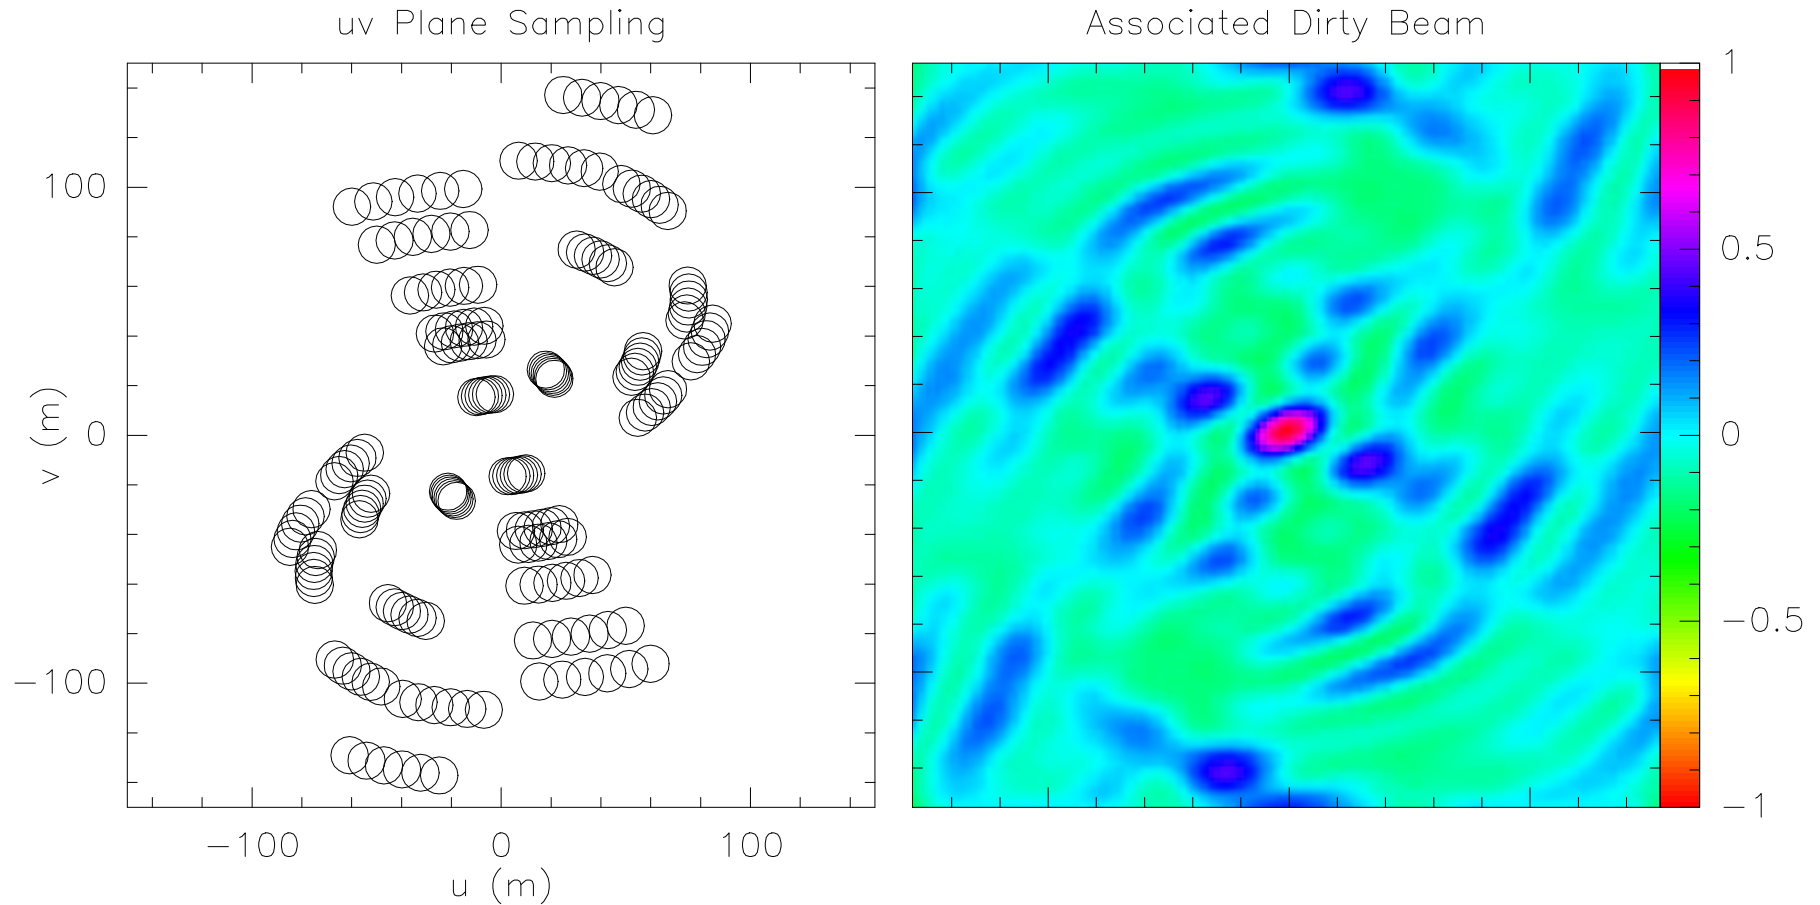 uv Plane Sampling
Associated Dirty Beam
100
0
−100
v (m)
−100
0
100
u (m)
1
0.5
0
−0.5
−1